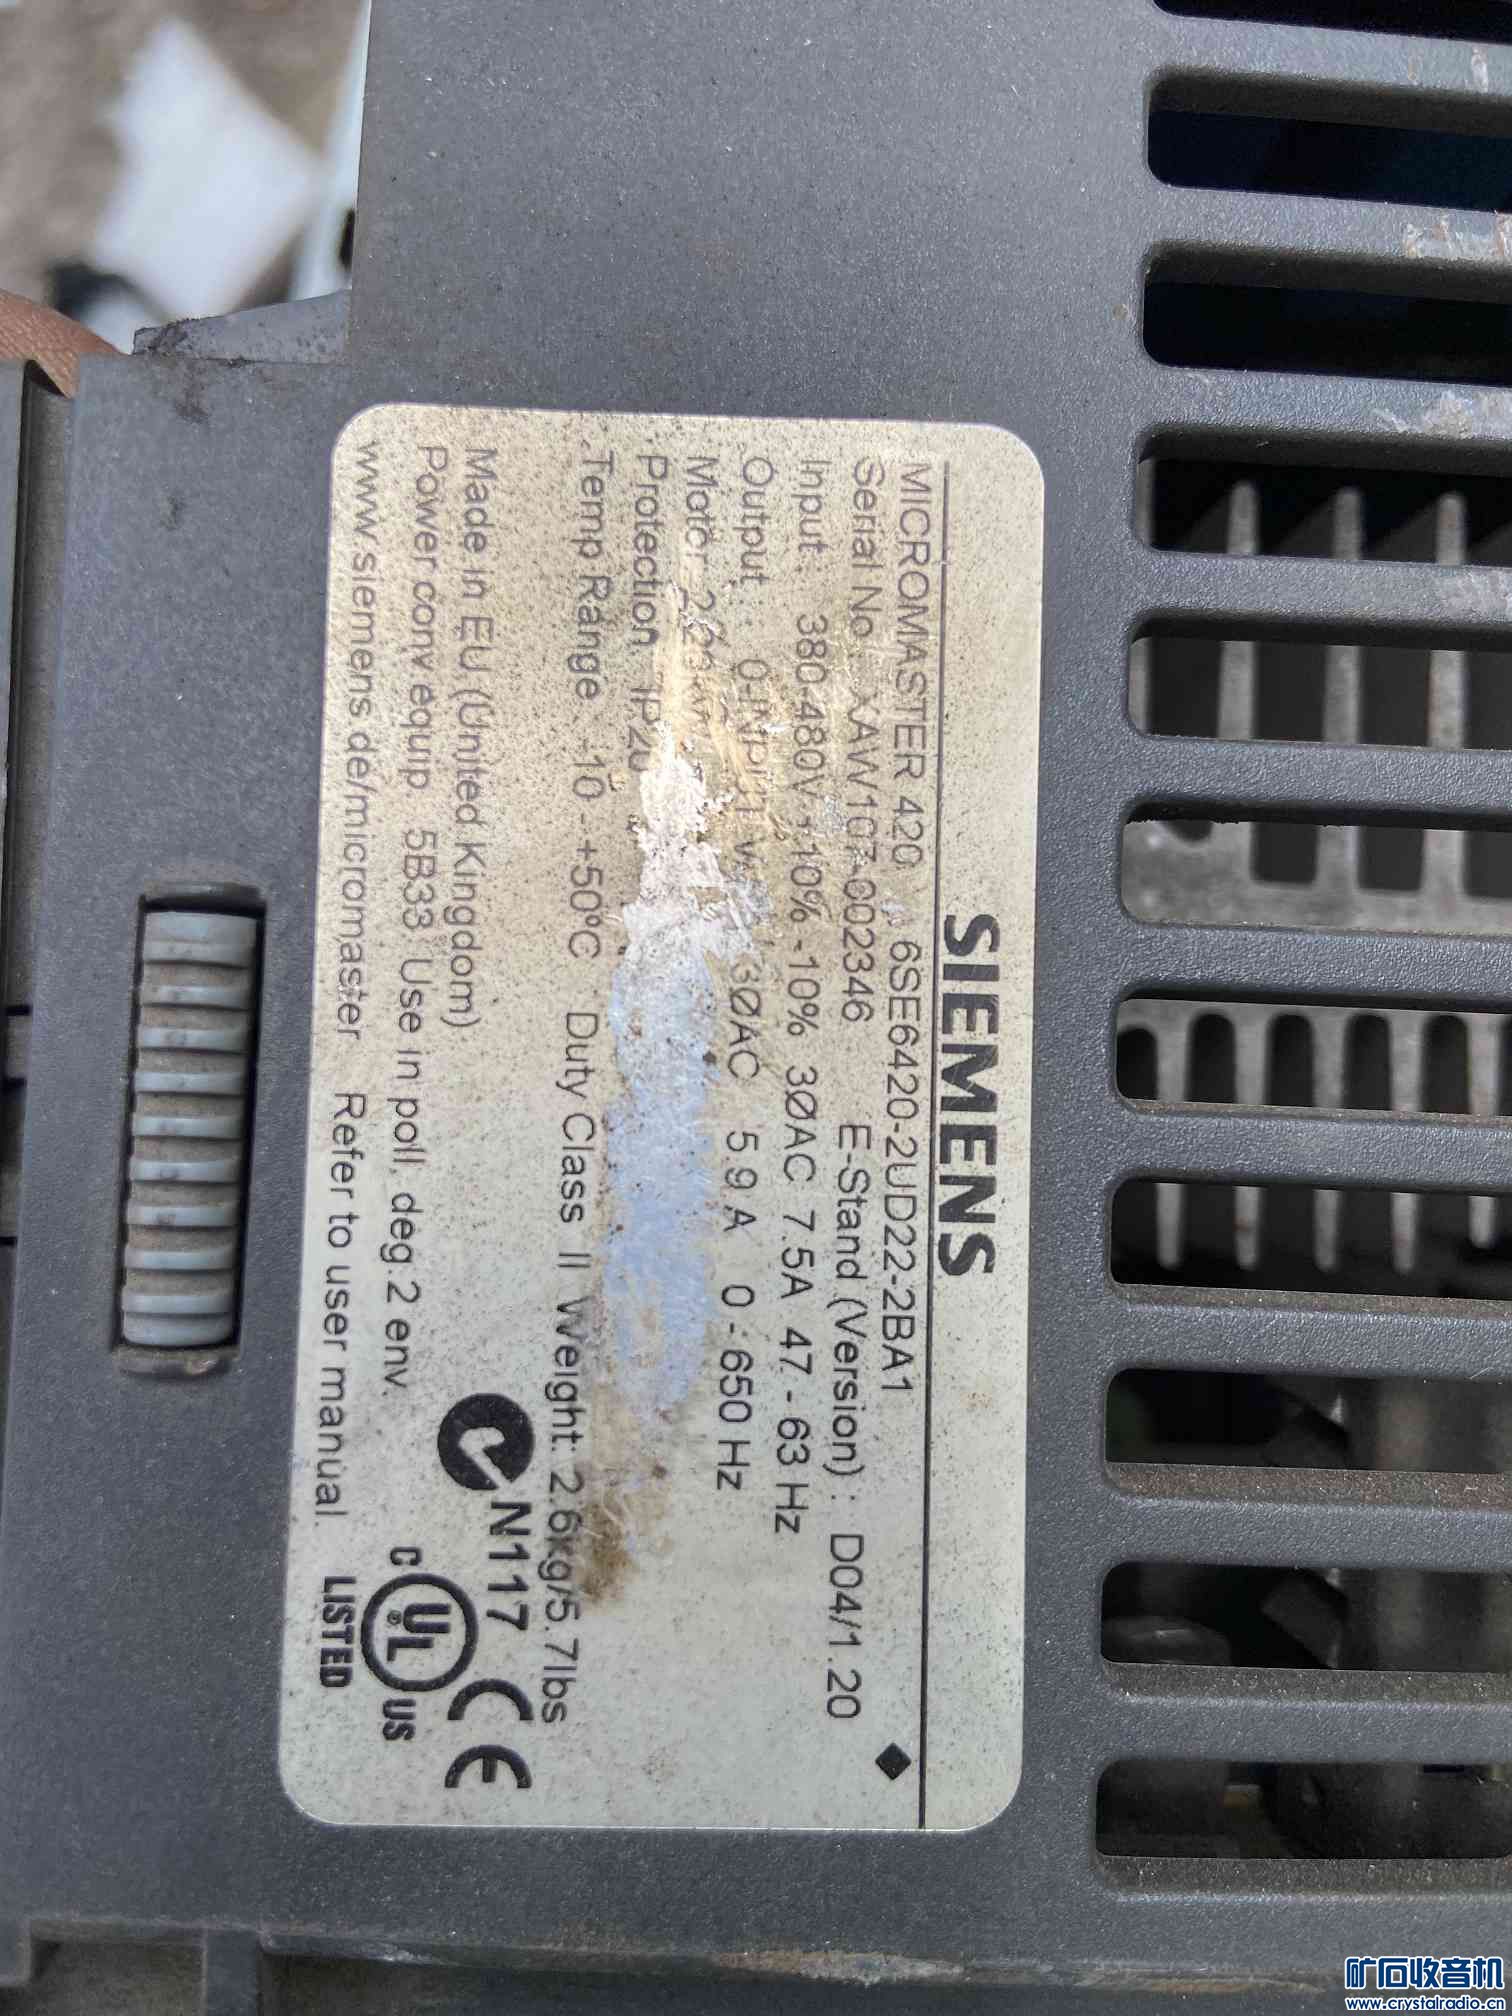 SIEMENS
MICROMASTER 420 6SE6420-2UD22-2BA1
Serial No: XAW107-002346 E-Stand (Version) : D04/1.20
Input : 380-480V +10% -10% 3ØAC 7.5A 47 - 63 Hz
Output : 0-INPUT 3ØAC 5.9 A 0 - 650 Hz
Motor
Protection IP20
Temp Range -10 - +50ºC Duty Class II Weight: 2.6kg/5.7lbs
Made in EU (United Kingdom)
N117
CE
Power conv equip 5B33 Use in poll. deg 2 env.
C UL ® US
LISTED
www.siemens.de/micromaster Refer to user manual.
矿石收音机
www.crystalradio.cn